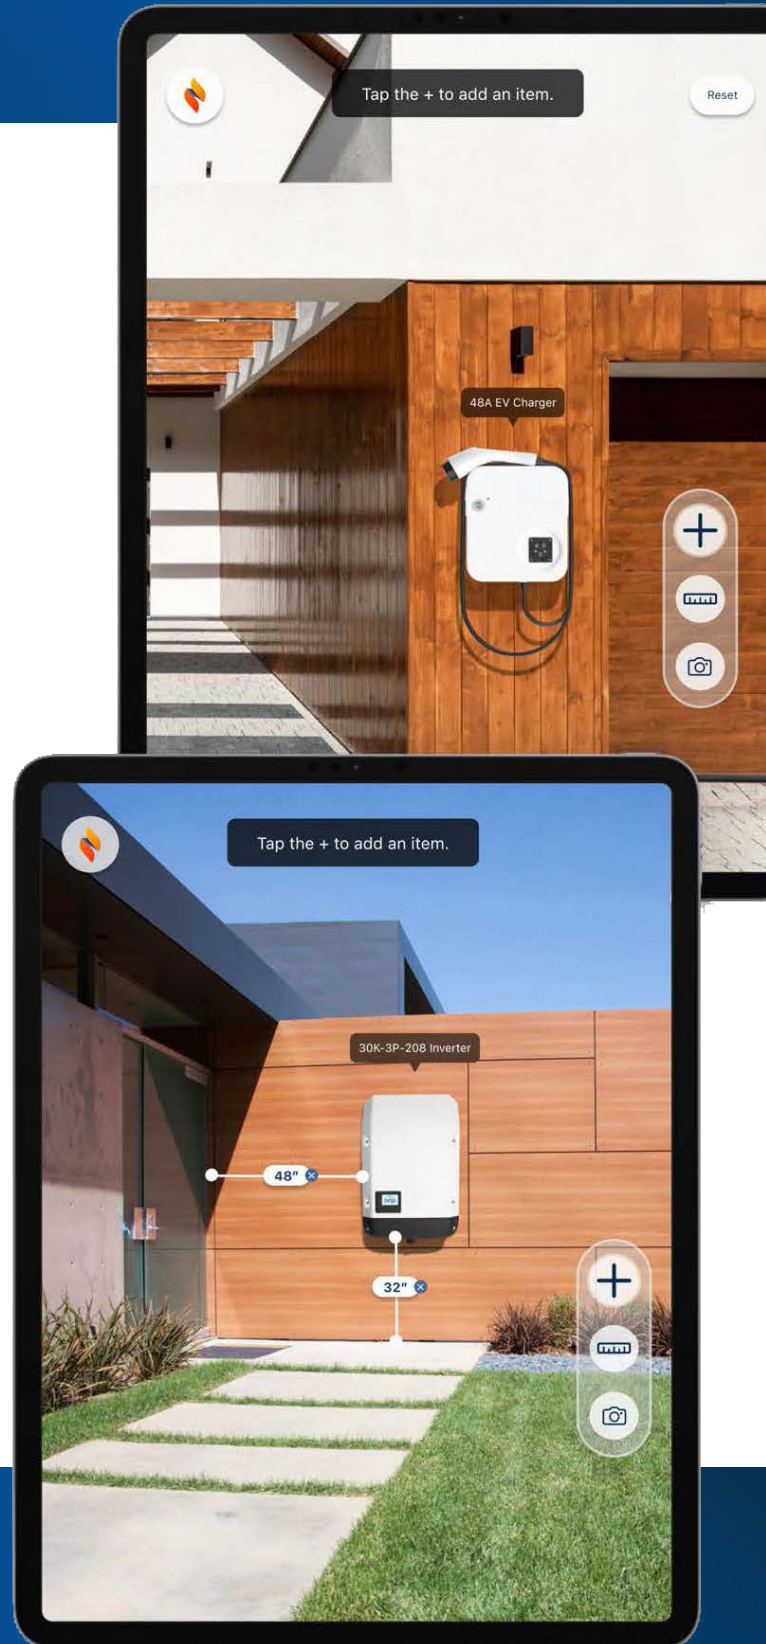 Tap the + to add an item.
Reset
48A EV Charger
Tap the + to add an item.
30K-3P-208 Inverter
48"
32"